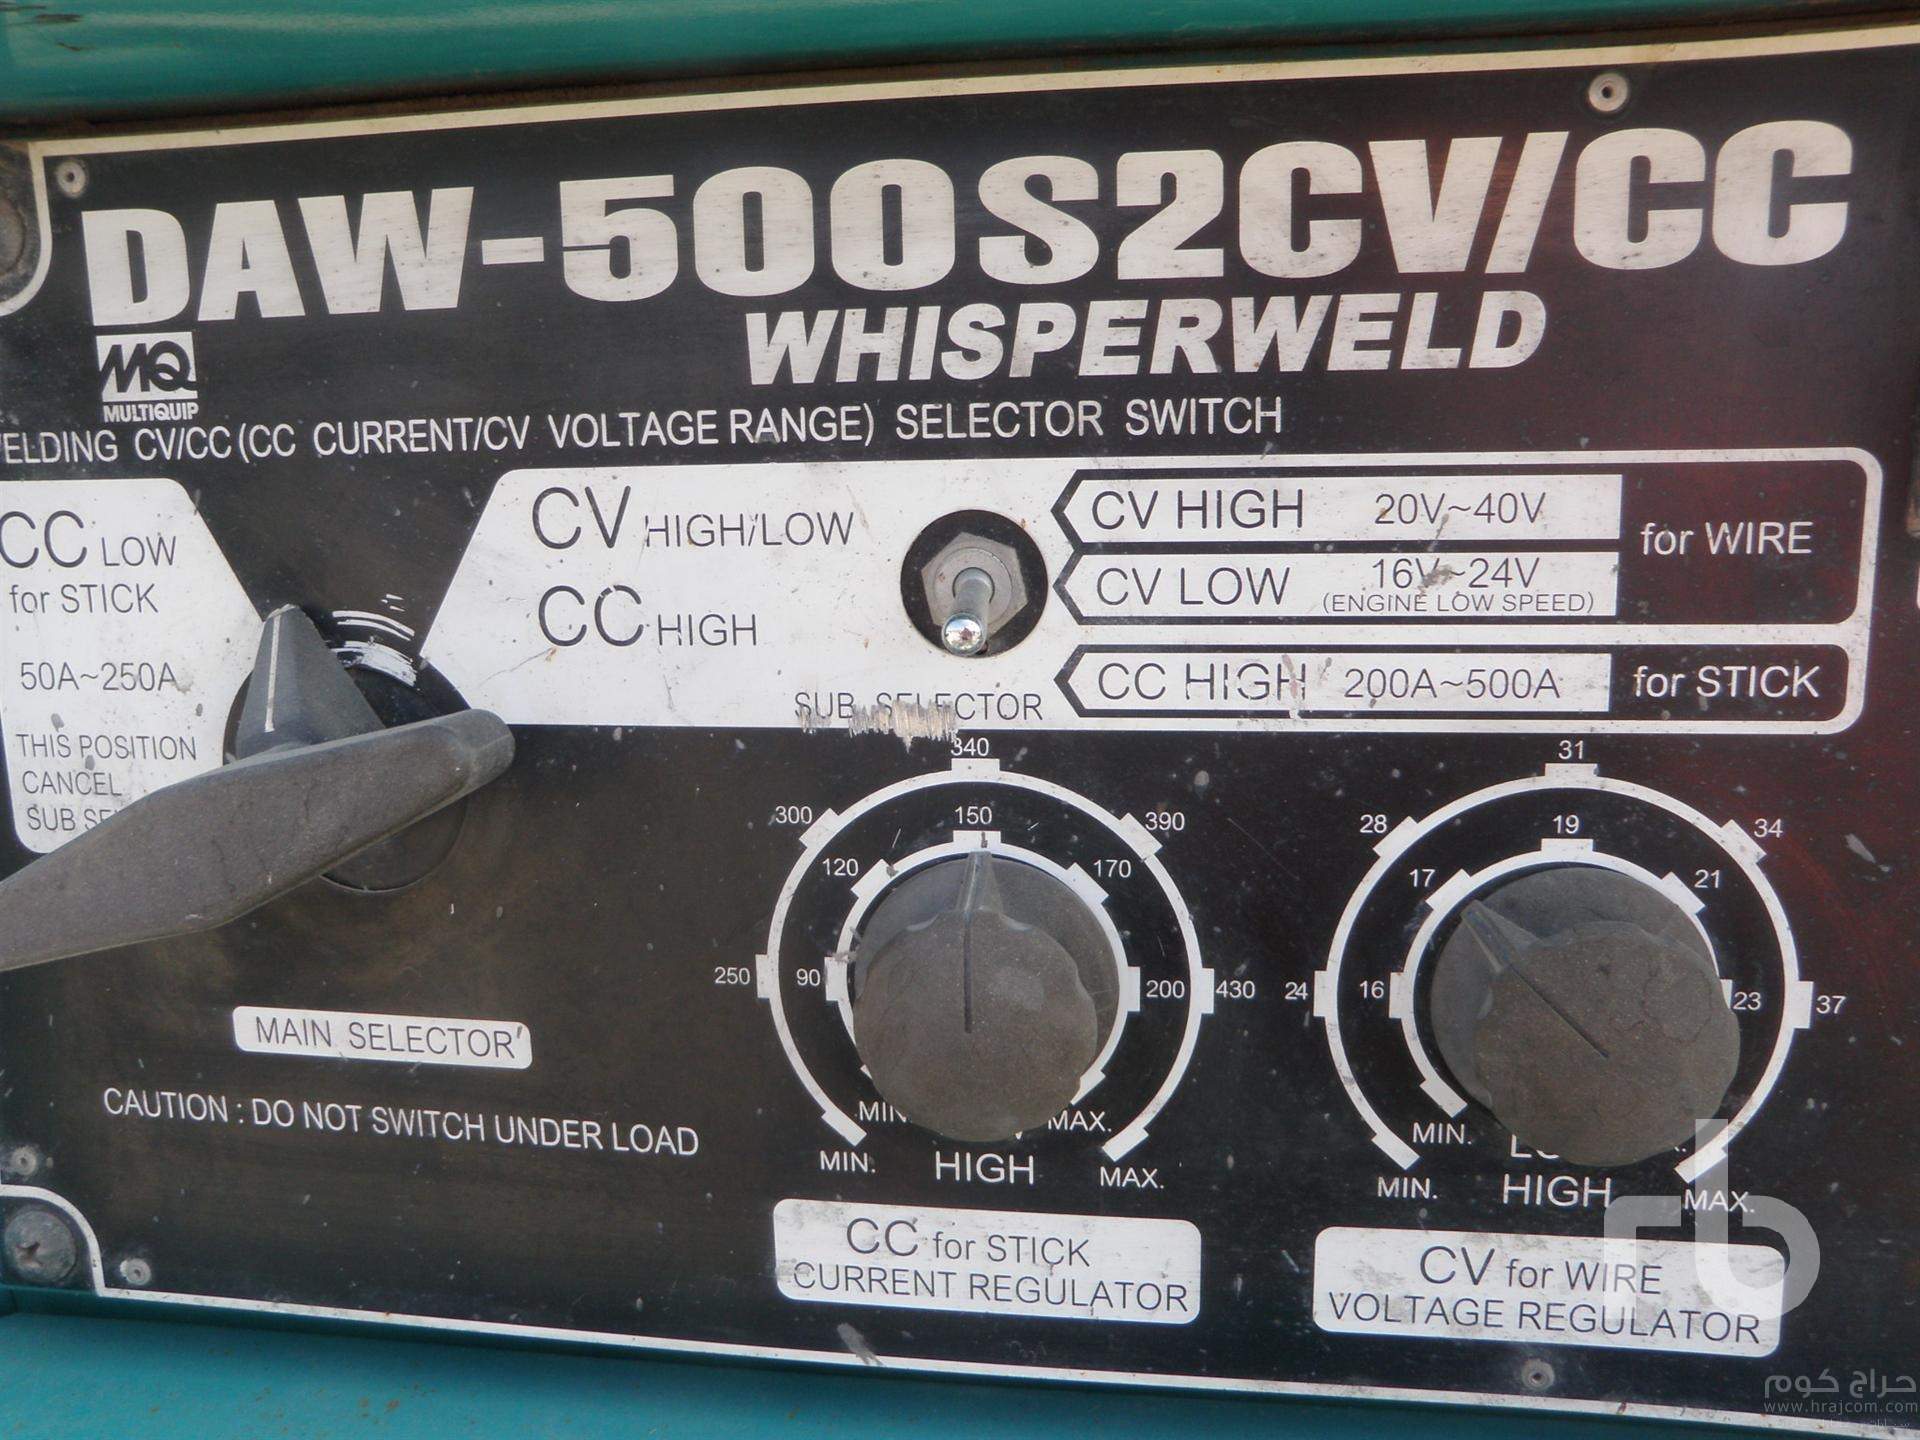 DAW-500S2CV/CC
WHISPERWELD
MQ
MULTIQUIP
ELDING CV/CC (CC CURRENT/CV VOLTAGE RANGE) SELECTOR SWITCH
CC LOW
for STICK
50A~250A
THIS POSITION
CANCEL
SUB
CV HIGH/LOW
CC HIGH
SUB SELECTOR
CV HIGH 20V~40V
CV LOW 16V~24V
(ENGINE LOW SPEED)
for WIRE
CC HIGH 200A~500A for STICK
MAIN SELECTOR
CAUTION : DO NOT SWITCH UNDER LOAD
340
300 150 390
120 170
250 90 200 430
MIN. MAX.
MIN. HIGH MAX.
CC for STICK
CURRENT REGULATOR
31
28 19 34
17 21
24 16 23 37
MIN.
MIN. HIGH MAX.
CV for WIRE
VOLTAGE REGULATOR
rb
حراج كوم
www.hrajcom.com